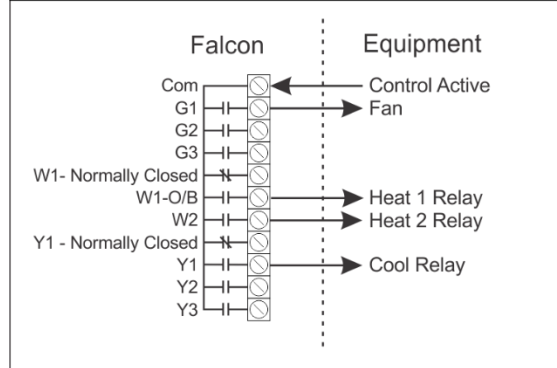 Falcon Equipment
Com Control Active
G1 Fan
G2
G3
W1- Normally Closed
W1-O/B Heat 1 Relay
W2 Heat 2 Relay
Y1 - Normally Closed
Y1 Cool Relay
Y2
Y3